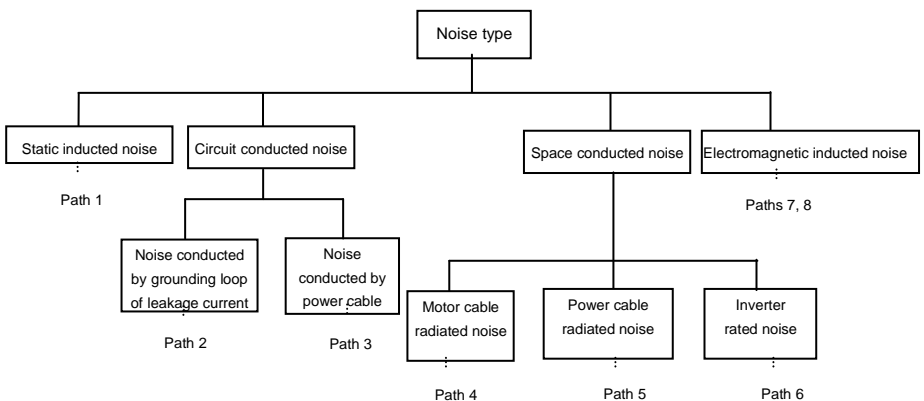 Noise type
Static inducted noise
Circuit conducted noise
Space conducted noise
Electromagnetic inducted noise
Path 1
Paths 7, 8
Noise conducted
by grounding loop
of leakage current
Noise
conducted by
power cable
Motor cable
radiated noise
Power cable
radiated noise
Inverter
rated noise
Path 2
Path 3
Path 4
Path 5
Path 6